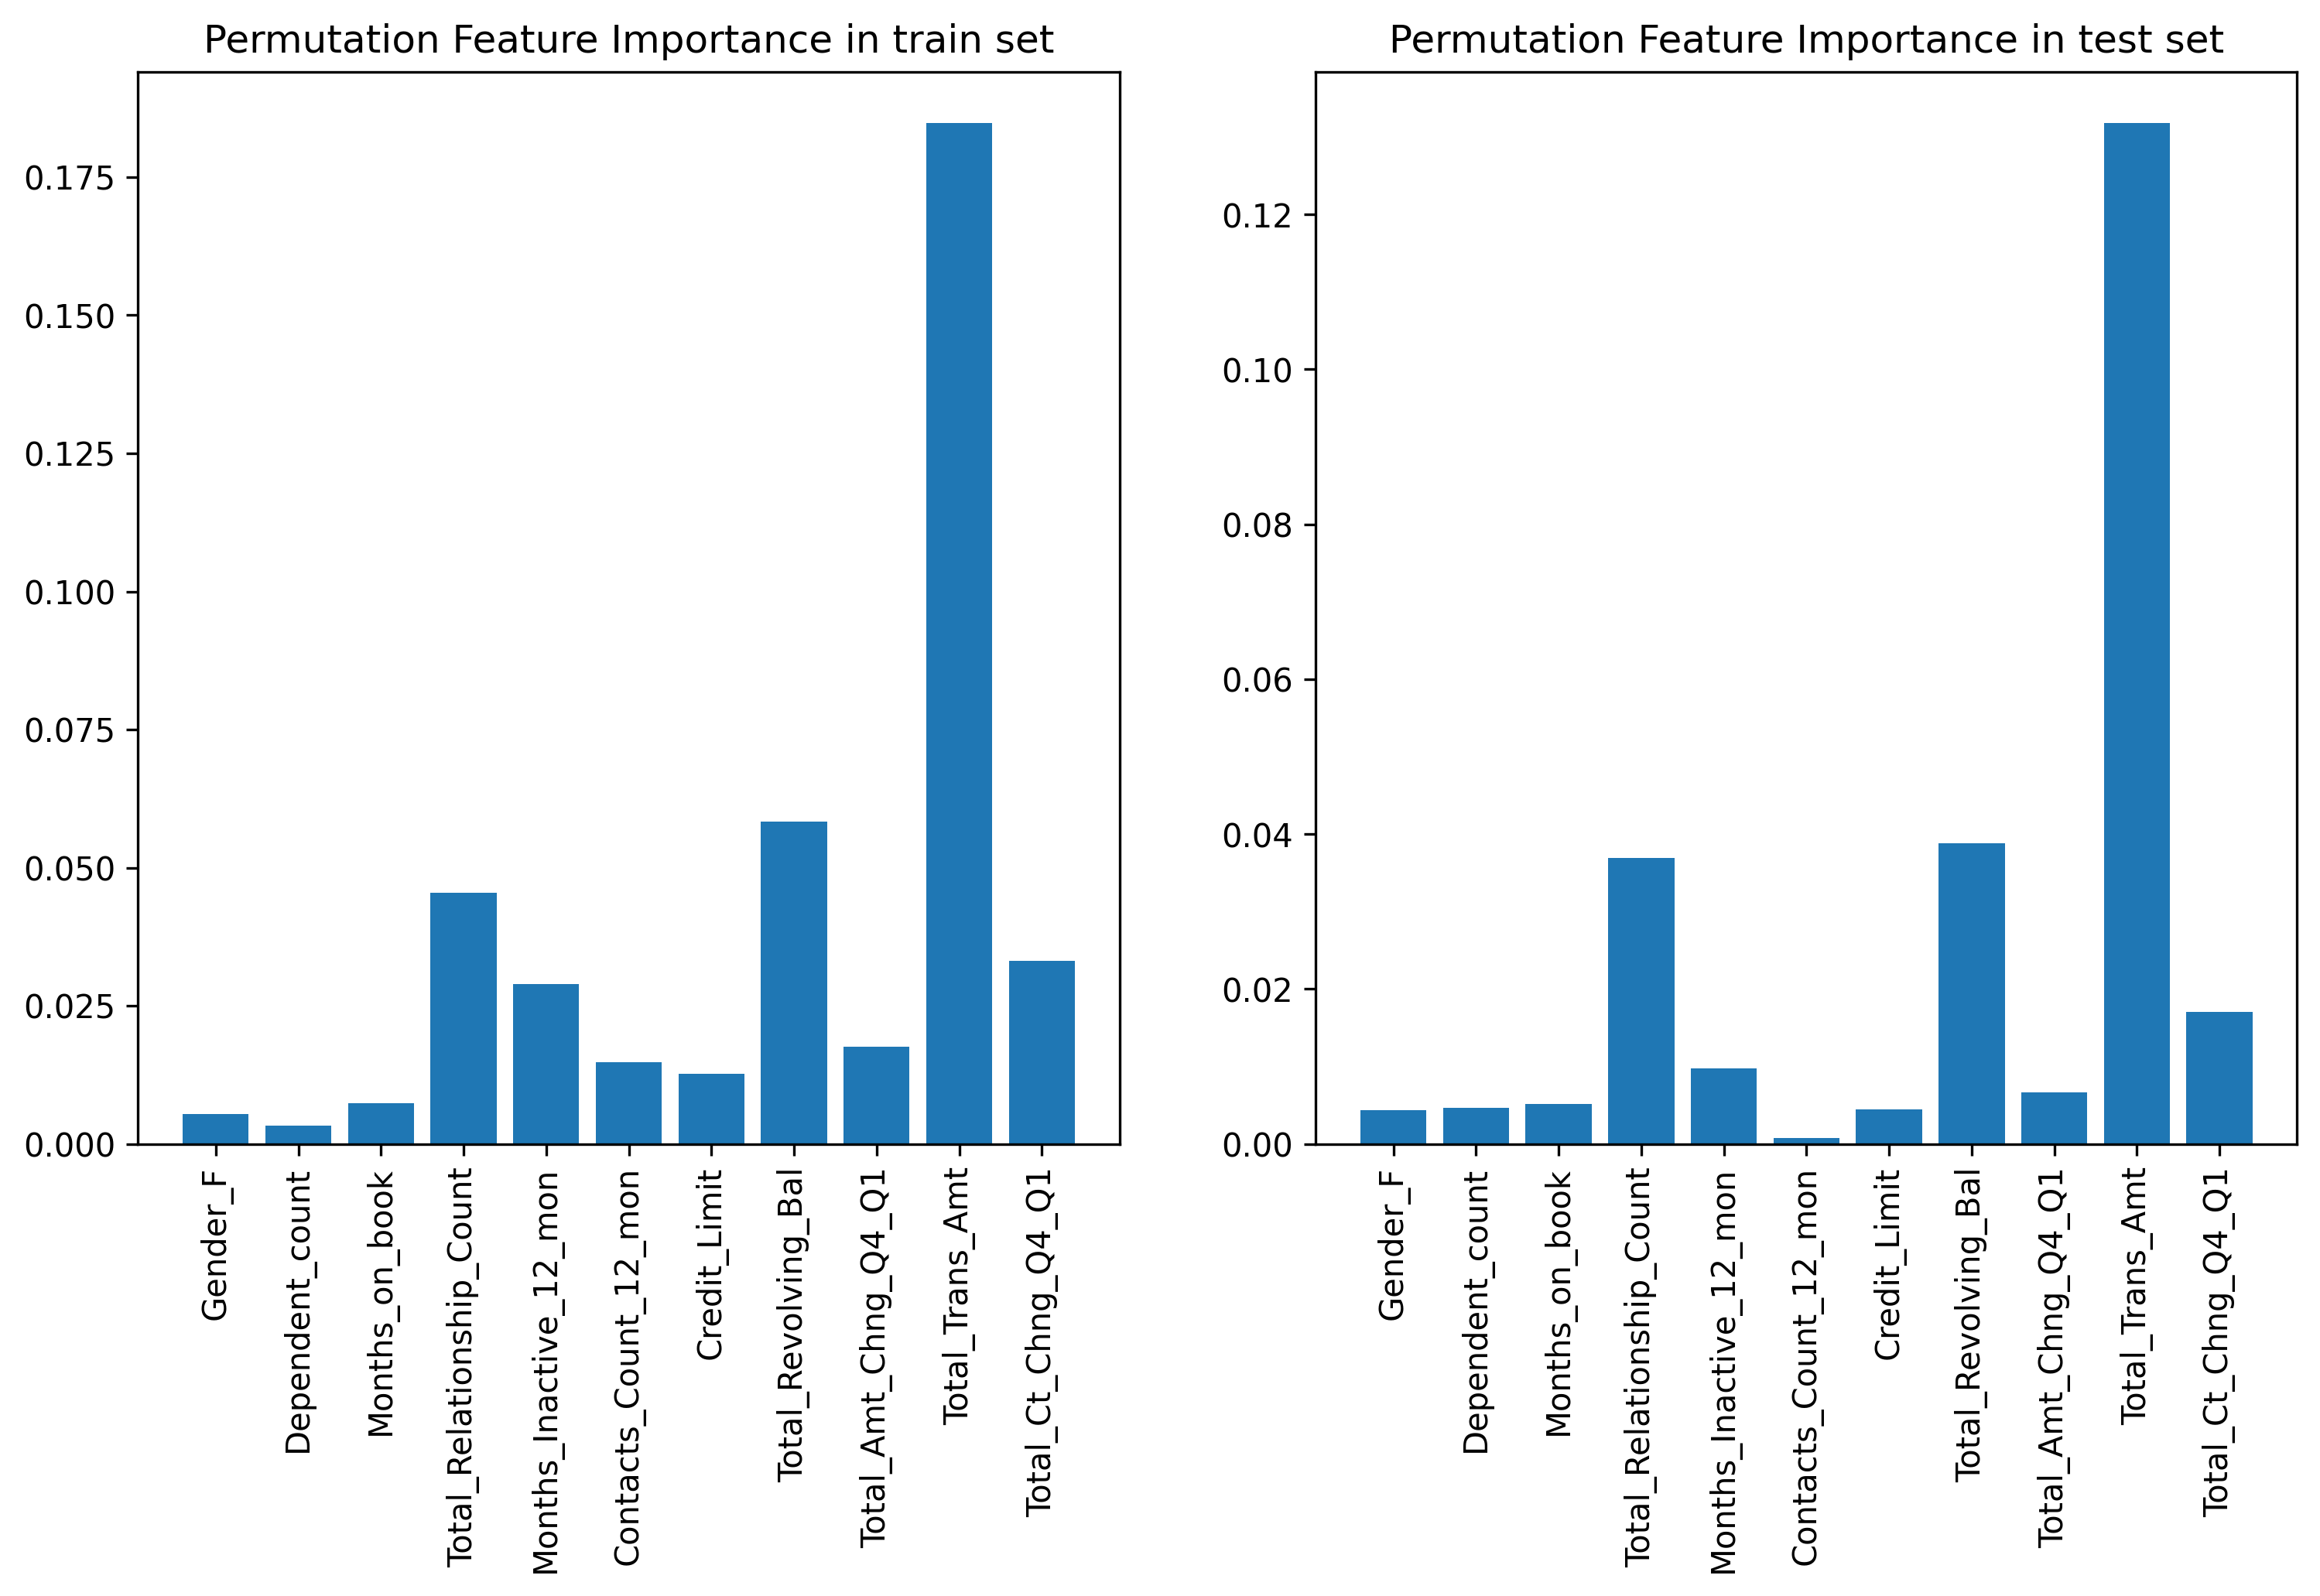 Permutation Feature Importance in train set
0.175
0.150
0.125
0.100
0.075
0.050
0.025
0.000
Gender_F
Dependent_count
Months_on_book
Total_Relationship_Count
Months_Inactive_12_mon
Contacts_Count_12_mon
Credit_Limit
Total_Revolving_Bal
Total_Amt_Chng_Q4_Q1
Total_Trans_Amt
Total_Ct_Chng_Q4_Q1
Permutation Feature Importance in test set
0.12
0.10
0.08
0.06
0.04
0.02
0.00
Gender_F
Dependent_count
Months_on_book
Total_Relationship_Count
Months_Inactive_12_mon
Contacts_Count_12_mon
Credit_Limit
Total_Revolving_Bal
Total_Amt_Chng_Q4_Q1
Total_Trans_Amt
Total_Ct_Chng_Q4_Q1